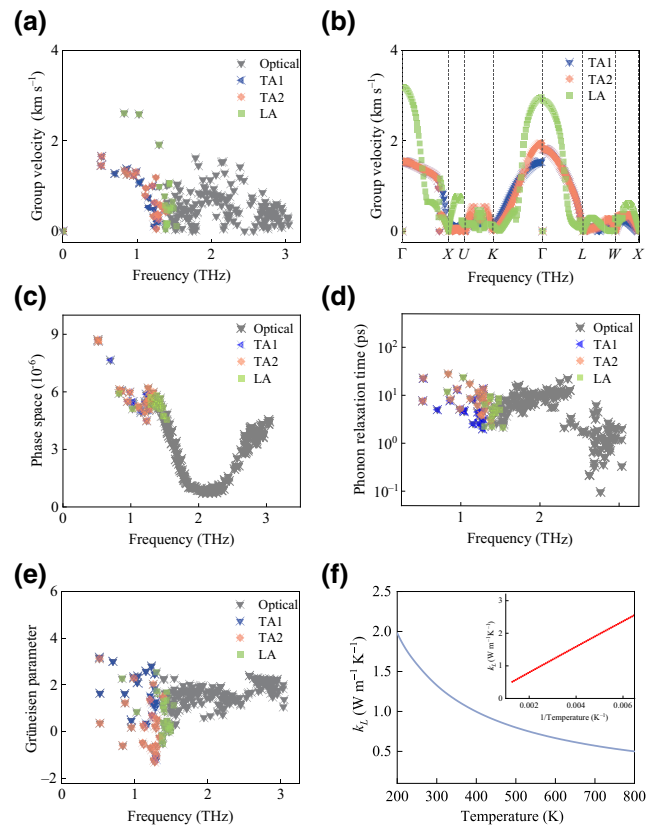 (a)
4
2
0
Group velocity (km s⁻¹)
Optical
TA1
TA2
LA
0
1
2
3
Freuency (THz)
(b)
4
3
2
1
0
Group velocity (km s⁻¹)
TA1
TA2
LA
Γ X U K Γ L W X
Frequency (THz)
(c)
9
6
3
0
Phase space (10⁻⁶)
Optical
TA1
TA2
LA
0
1
2
3
Frequency (THz)
(d)
10²
10¹
10⁰
10⁻¹
Phonon relaxation time (ps)
Optical
TA1
TA2
LA
1
2
Frequency (THz)
(e)
6
4
2
0
−2
Grüneisen parameter
Optical
TA1
TA2
LA
0
1
2
3
Frequency (THz)
(f)
2.5
2.0
1.5
1.0
0.5
k_L (W m⁻¹ K⁻¹)
3
2
1
0
k_L (W m⁻¹K⁻¹)
0.002
0.004
0.006
1/Temperature (K⁻¹)
200 300 400 500 600 700 800
Temperature (K)